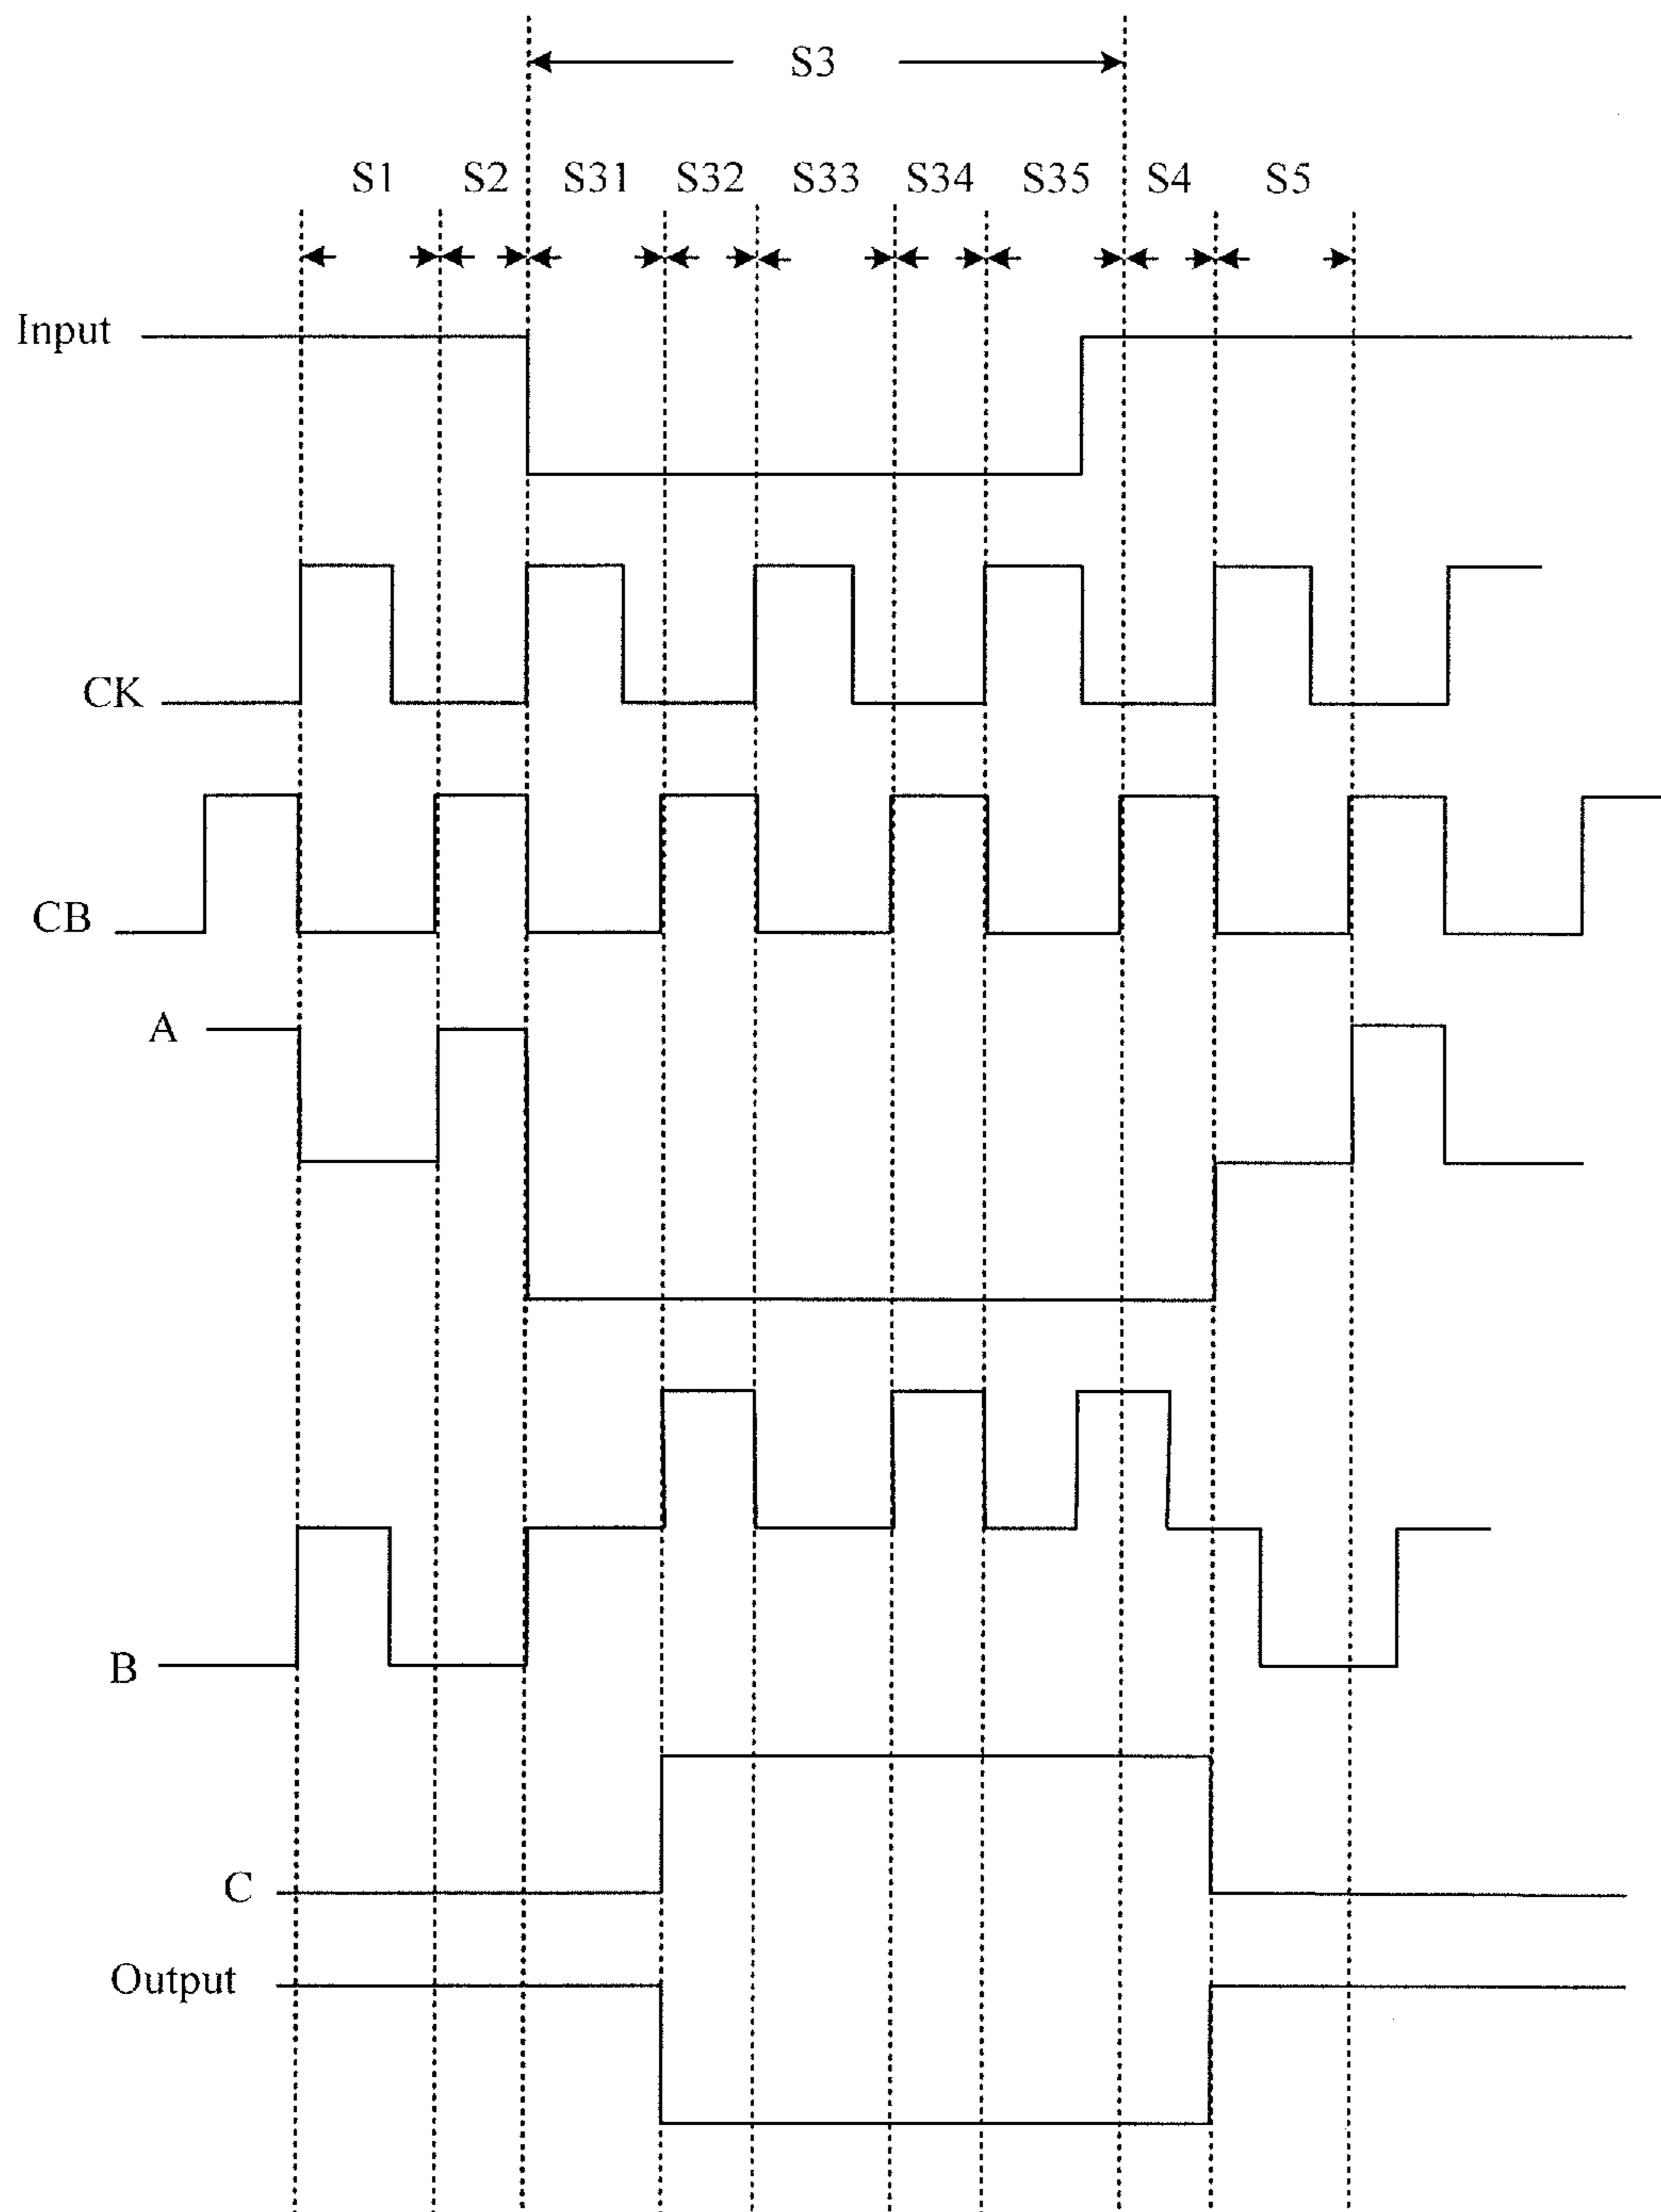 S3
S1 S2 S31 S32 S33 S34 S35 S4 S5
Input
CK
CB
A
B
C
Output